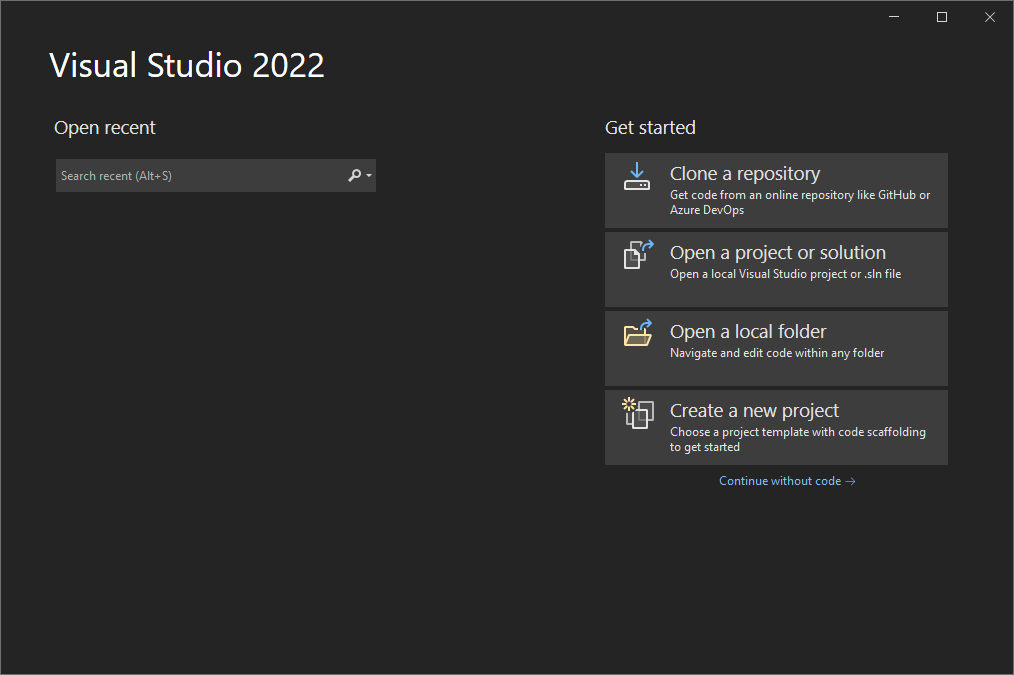 Visual Studio 2022
Open recent
Search recent (Alt+S)
Get started
Clone a repository
Get code from an online repository like GitHub or
Azure DevOps
Open a project or solution
Open a local Visual Studio project or .sln file
Open a local folder
Navigate and edit code within any folder
Create a new project
Choose a project template with code scaffolding
to get started
Continue without code →